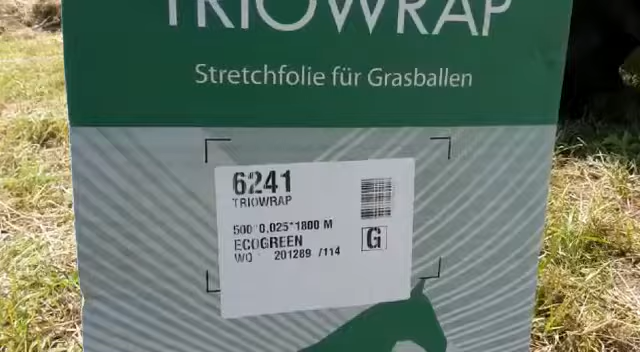 TRIOWRAP
Stretchfolie für Grasballen
6241
TRIOWRAP
500*0,025*1800 M
ECOGREEN
WO 201289 /114
G